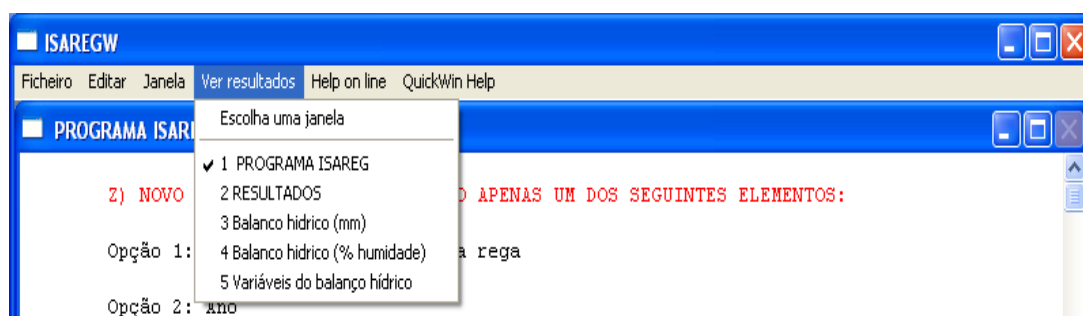 ISAREGW
Ficheiro Editar Janela Ver resultados Help on line QuickWin Help
PROGRAMA ISAR
Escolha uma janela
✔ 1 PROGRAMA ISAREG
2 RESULTADOS
3 Balanco hidrico (mm)
4 Balanco hidrico (% humidade)
5 Variáveis do balanço hídrico
Z) NOVO APENAS UM DOS SEGUINTES ELEMENTOS:
Opção 1: a rega
Opção 2: Ano